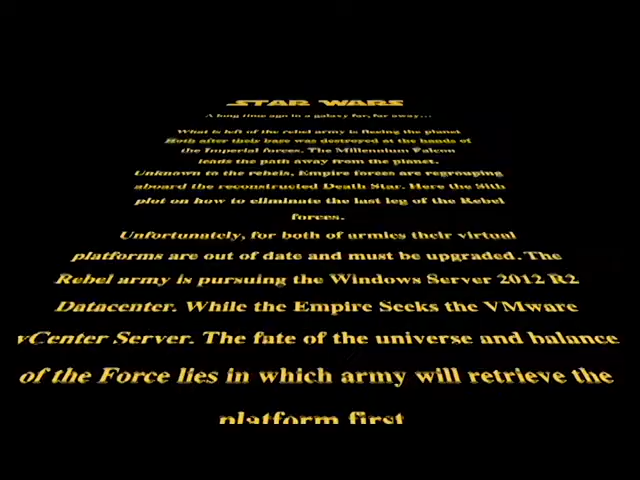 STAR WARS
A long time ago in a galaxy far, far away...
What is left of the rebel army is fleeing the planet
Hoth after their base was destroyed at the hands of
the Imperial forces. The Millennium Falcon
leads the path away from the planet.
Unknown to the rebels, Empire forces are regrouping
aboard the reconstructed Death Star. Here the Sith
plot on how to eliminate the last leg of the Rebel
forces.
Unfortunately, for both of armies their virtual
platforms are out of date and must be upgraded. The
Rebel army is pursuing the Windows Server 2012 R2
Datacenter. While the Empire Seeks the VMware
vCenter Server. The fate of the universe and balance
of the Force lies in which army will retrieve the
platform first